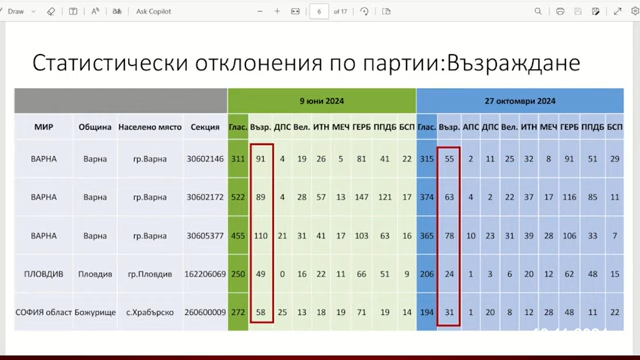 Draw
Ask Copilot
6 of 17
Статистически отклонения по партии:Възраждане
9 юни 2024 27 октомври 2024
МИР Община Населено място Секция Глас. Възр. ДПС Вел. ИТН МЕЧ ГЕРБ ППДБ БСП Глас. Възр. АПС ДПС Вел. ИТН МЕЧ ГЕРБ ППДБ БСП
ВАРНА Варна гр.Варна 30602146 311 91 4 19 26 5 81 41 22 315 55 2 11 25 32 8 91 51 29
ВАРНА Варна гр.Варна 30602172 522 89 4 28 57 13 147 121 17 374 63 4 2 22 37 17 116 85 11
ВАРНА Варна гр.Варна 30605377 455 110 21 31 41 17 103 63 16 365 78 10 23 31 39 28 106 33 7
ПЛОВДИВ Пловдив гр.Пловдив 162206069 250 49 0 16 22 11 66 51 9 206 24 1 3 6 20 12 62 48 15
СОФИЯ област Божурище с.Храбърско 260600009 272 58 25 13 18 19 71 19 14 194 31 1 20 8 12 28 48 11 22